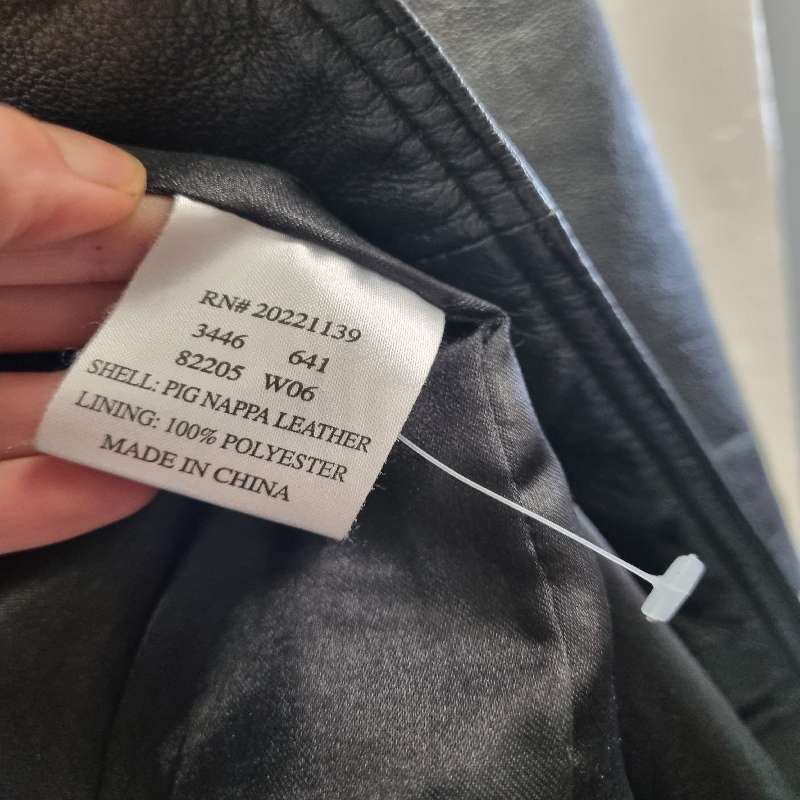 RN# 20221139
3446 641
82205 W06
SHELL: PIG NAPPA LEATHER
LINING: 100% POLYESTER
MADE IN CHINA